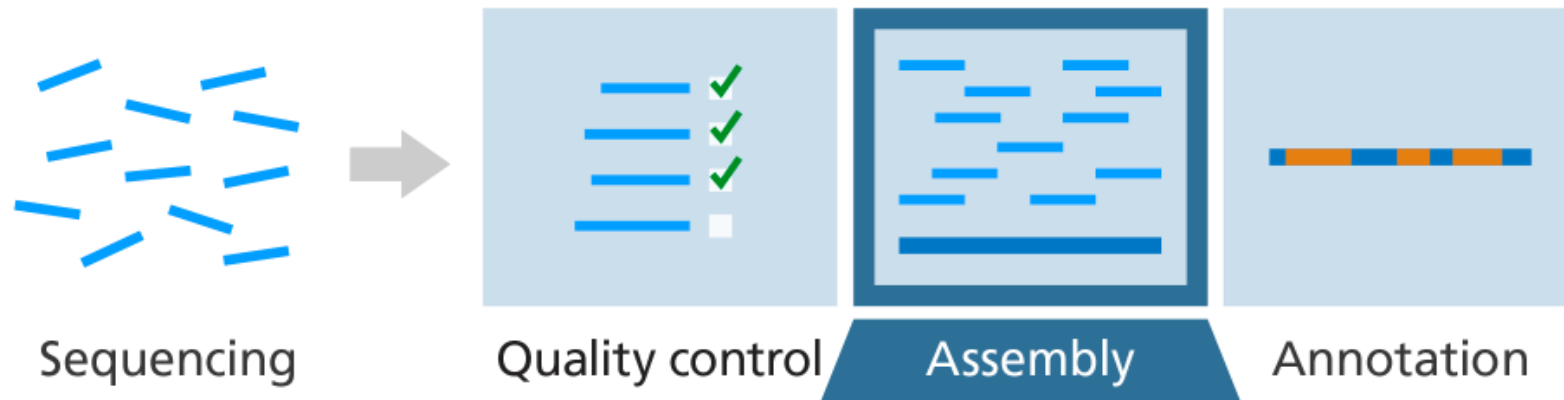 Sequencing
Quality control
Assembly
Annotation